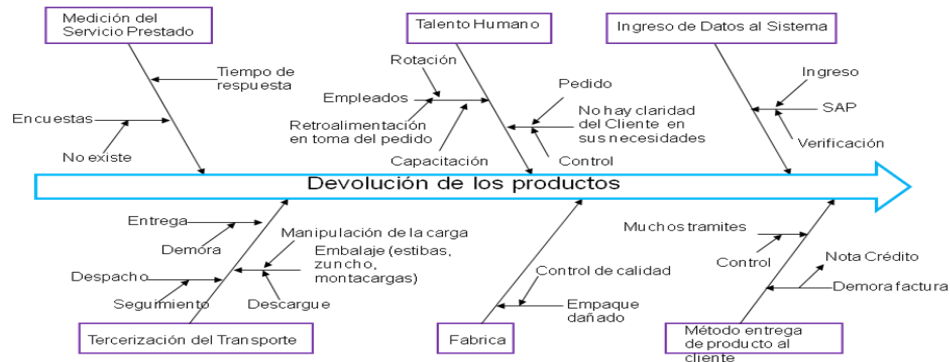 Medición del
Servicio Prestado
Talento Humano
Ingreso de Datos al Sistema
Tiempo de
respuesta
Encuestas
No existe
Rotación
Empleados
Retroalimentación
en toma del pedido
Capacitación
Pedido
No hay claridad
del Cliente en
sus necesidades
Control
Ingreso
SAP
Verificación
Devolución de los productos
Entrega
Demora
Despacho
Seguimiento
Manipulación de la carga
Embalaje (estibas,
zuncho,
montacargas)
Descargue
Control de calidad
Empaque
dañado
Muchos tramites
Control
Nota Crédito
Demora factura
Tercerización del Transporte
Fabrica
Método entrega
de producto al
cliente